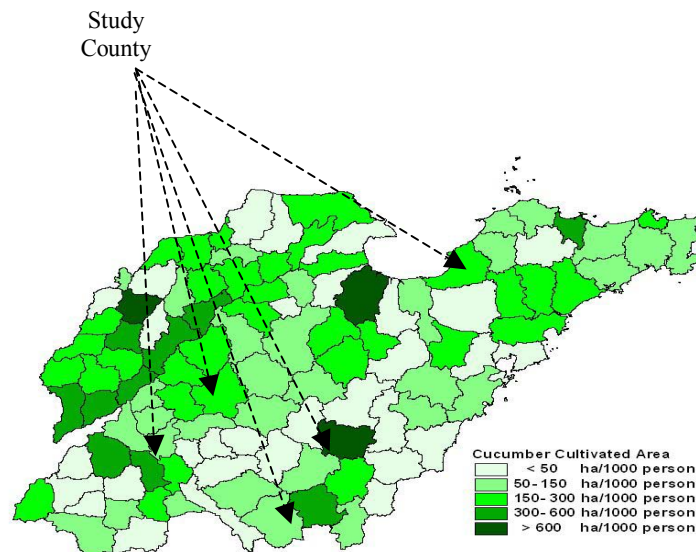 Study
County
Cucumber Cultivated Area
< 50 ha/1000 person
50-150 ha/1000 person
150-300 ha/1000 person
300-600 ha/1000 person
> 600 ha/1000 person